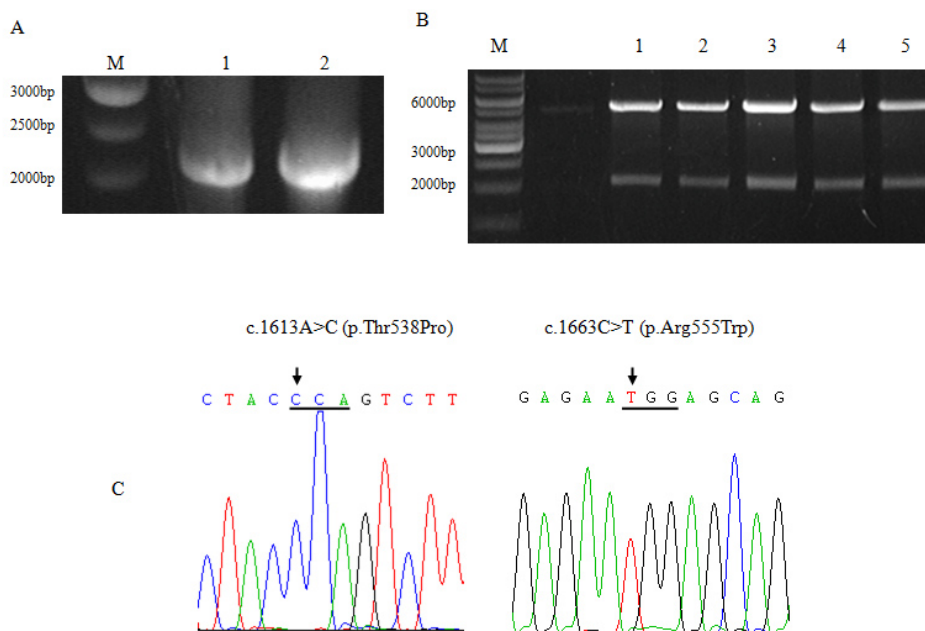 A
M 1 2
3000bp
2500bp
2000bp
B
M 1 2 3 4 5
6000bp
3000bp
2000bp
c.1613A>C (p.Thr538Pro)
C T A C C C A G T C T T
c.1663C>T (p.Arg555Trp)
G A G A A T G G A G C A G
C